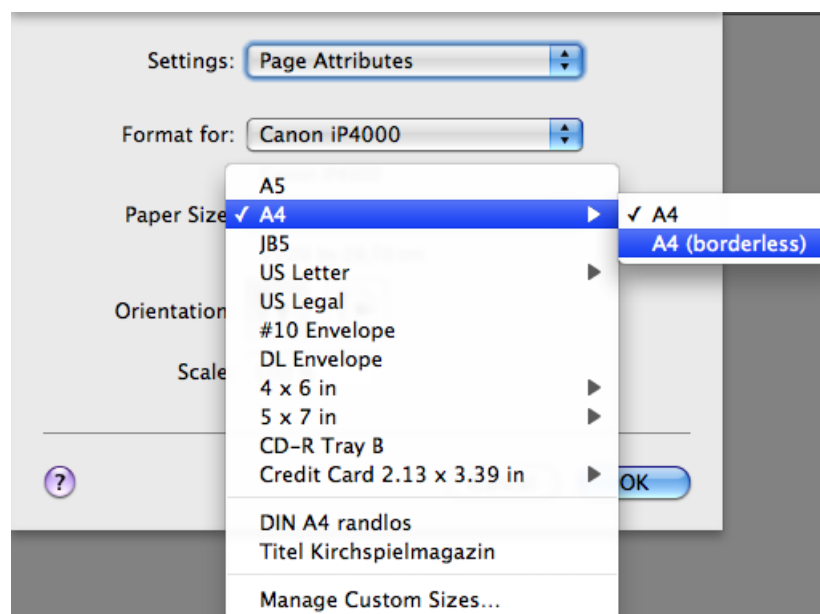 Settings: Page Attributes
Format for: Canon iP4000
Paper Size
A5
✓ A4
JB5
US Letter
US Legal
#10 Envelope
DL Envelope
4 x 6 in
5 x 7 in
CD-R Tray B
Credit Card 2.13 x 3.39 in
DIN A4 randlos
Titel Kirchspielmagazin
Manage Custom Sizes...
✓ A4
A4 (borderless)
Orientation
Scale
?
OK